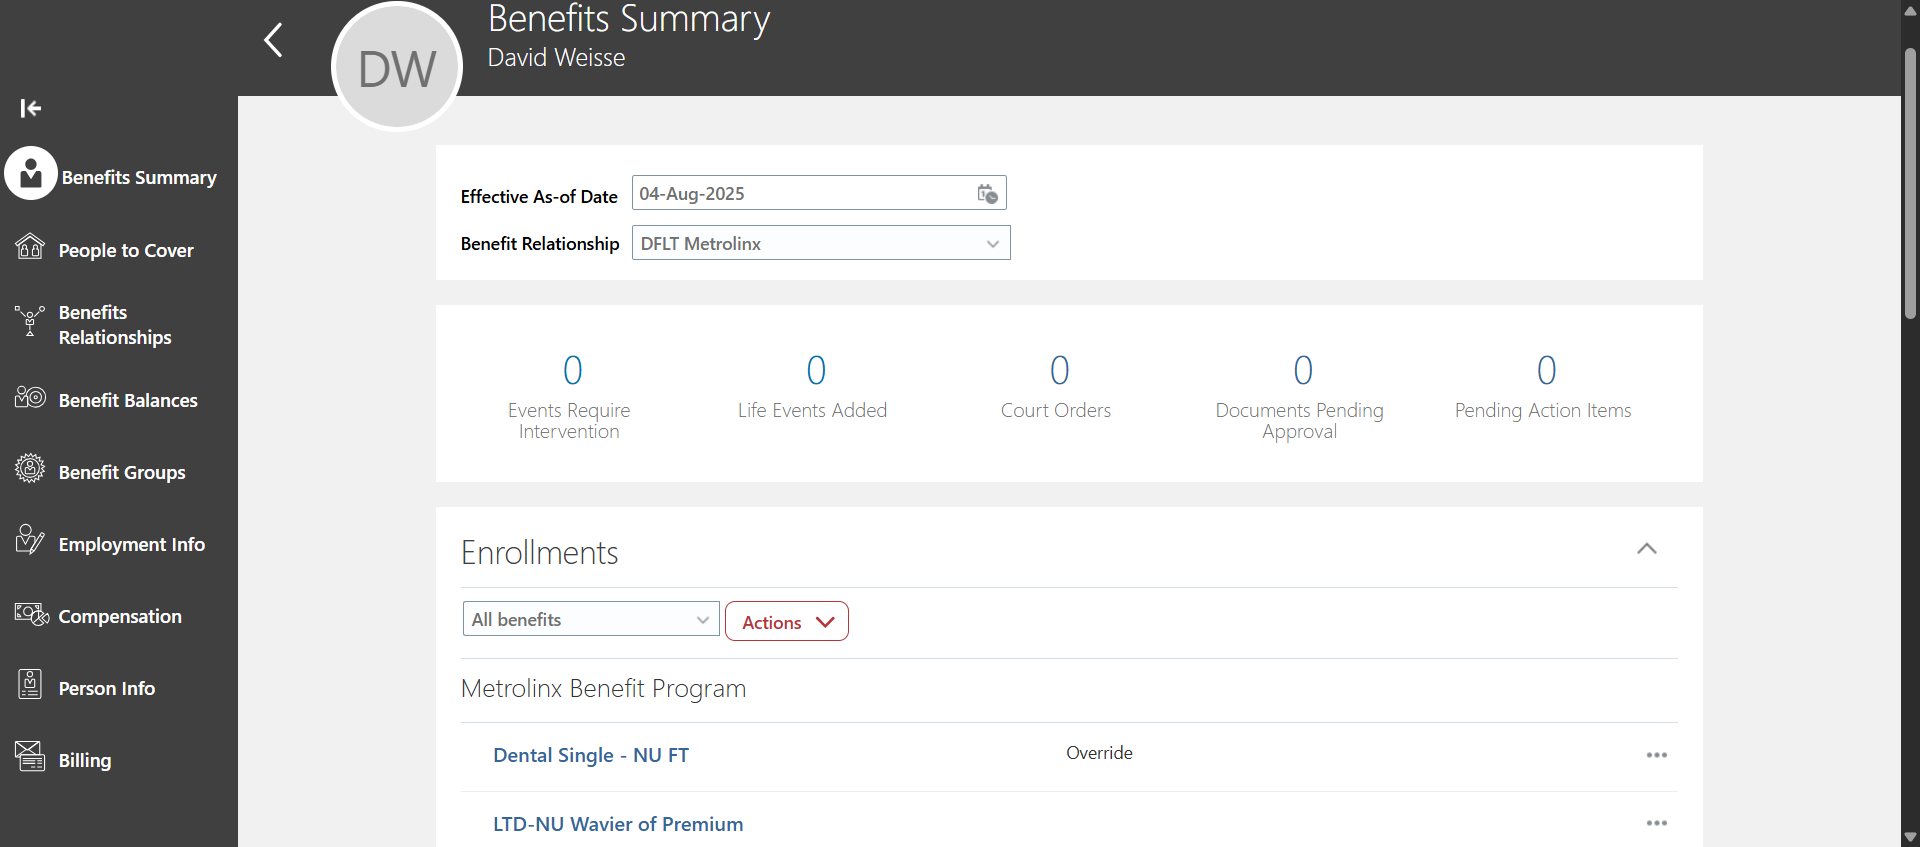 Benefits Summary
David Weisse
DW
Benefits Summary
People to Cover
Benefits
Relationships
Benefit Balances
Benefit Groups
Employment Info
Compensation
Person Info
Billing
Effective As-of Date 04-Aug-2025
Benefit Relationship DFLT Metrolinx
0 0 0 0 0
Events Require Life Events Added Court Orders Documents Pending Pending Action Items
Intervention Approval
Enrollments
All benefits Actions
Metrolinx Benefit Program
Dental Single - NU FT Override
LTD-NU Wavier of Premium